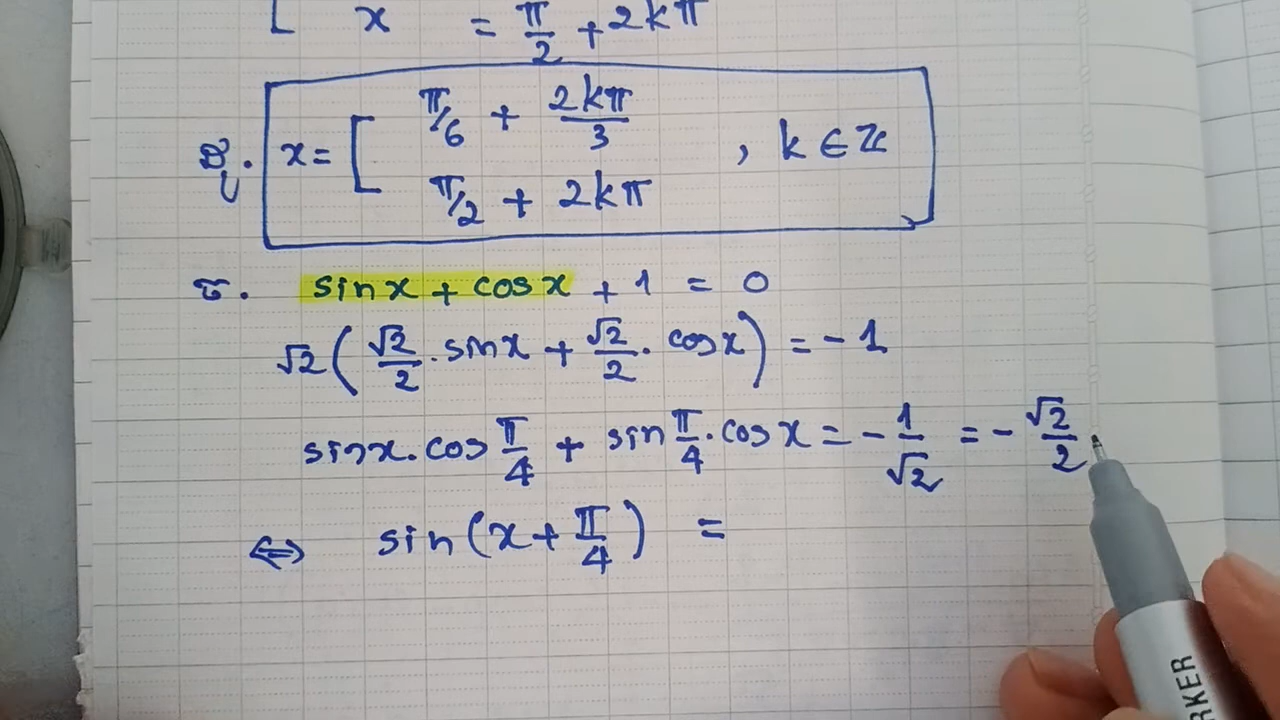 [ x = π/2 + 2kπ
x = [ π/6 + 2kπ/3
π/2 + 2kπ , k ∈ ℤ
sin x + cos x + 1 = 0
√2 ( √2/2 . sin x + √2/2 . cos x ) = - 1
sin x . cos π/4 + sin π/4 . cos x = - 1/√2 = - √2/2
⇔ sin ( x + π/4 ) =
RKER